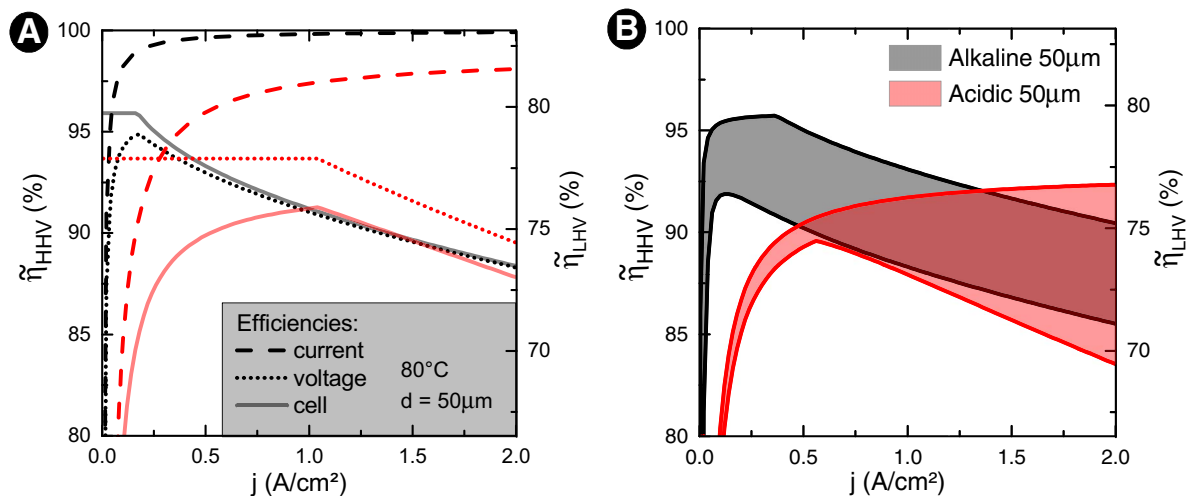 A
100
95
90
85
80
η̃HHV (%)
80
75
70
η̃LHV (%)
0.0 0.5 1.0 1.5 2.0
j (A/cm²)
Efficiencies:
current
voltage
cell
80°C
d = 50μm
B
100
95
90
85
80
η̃HHV (%)
80
75
70
η̃LHV (%)
0.0 0.5 1.0 1.5 2.0
j (A/cm²)
Alkaline 50μm
Acidic 50μm